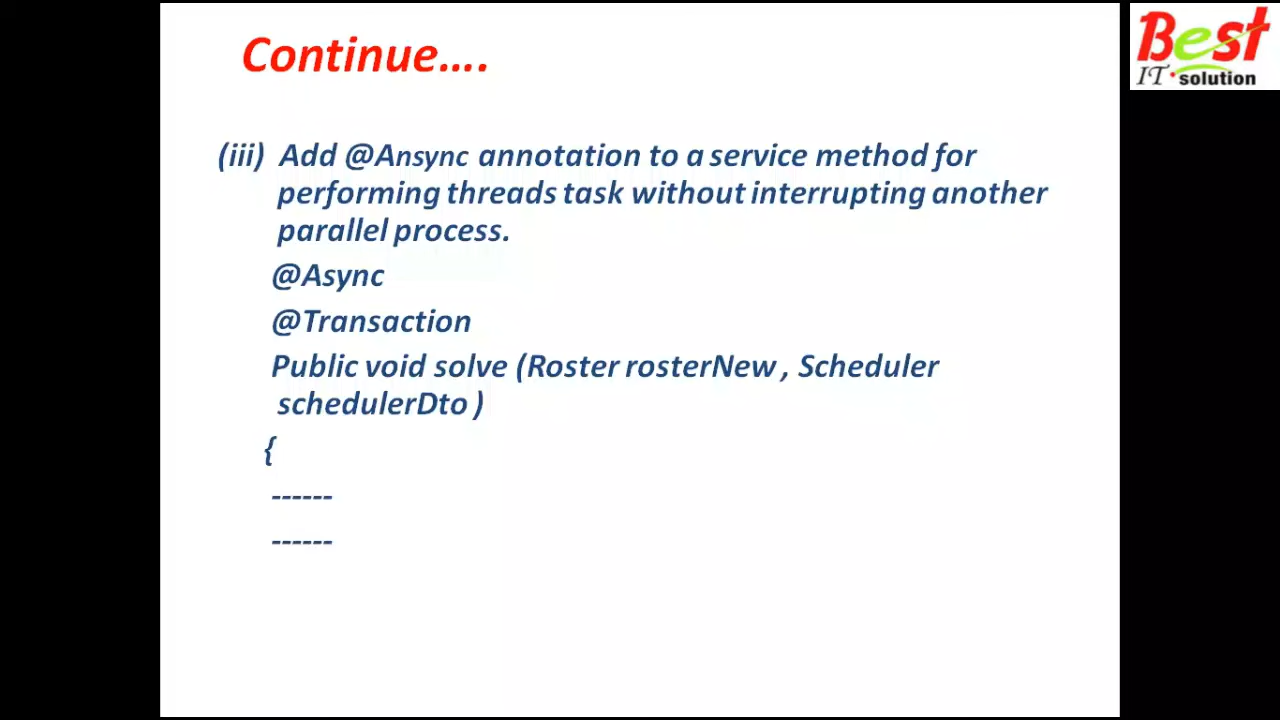 Continue….
Best
IT solution
(iii) Add @Ansync annotation to a service method for
performing threads task without interrupting another
parallel process.
@Async
@Transaction
Public void solve (Roster rosterNew , Scheduler
schedulerDto )
{
------
------